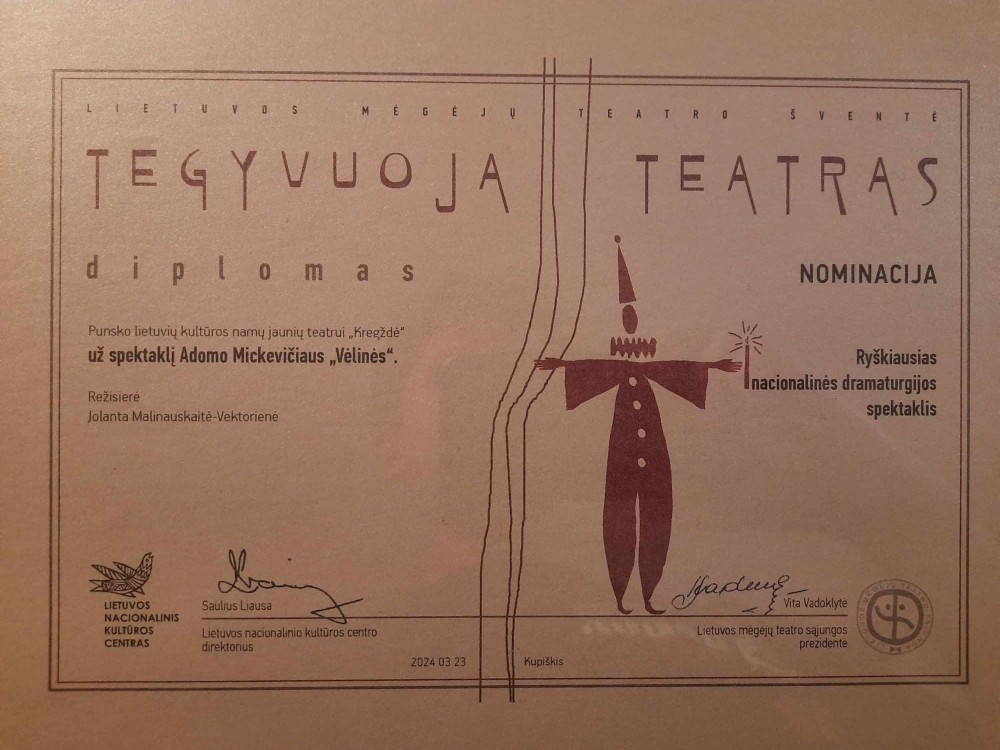 LIETUVOS MĖGĖJŲ TEATRO ŠVENTĖ
TEGYVUOJA TEATRAS
diplomas
NOMINACIJA
Punsko lietuvių kultūros namų jaunių teatrui „Kregždė“
už spektaklį Adomo Mickevičiaus „Vėlinės“.
Režisierė
Jolanta Malinauskaitė-Vektorienė
Ryškiausias
nacionalinės dramaturgijos
spektaklis
LIETUVOS
NACIONALINIS
KULTŪROS
CENTRAS
Saulius Liausa
Lietuvos nacionalinio kultūros centro
direktorius
Vita Vadoklytė
Lietuvos mėgėjų teatro sąjungos
prezidentė
2024 03 23
Kupiškis